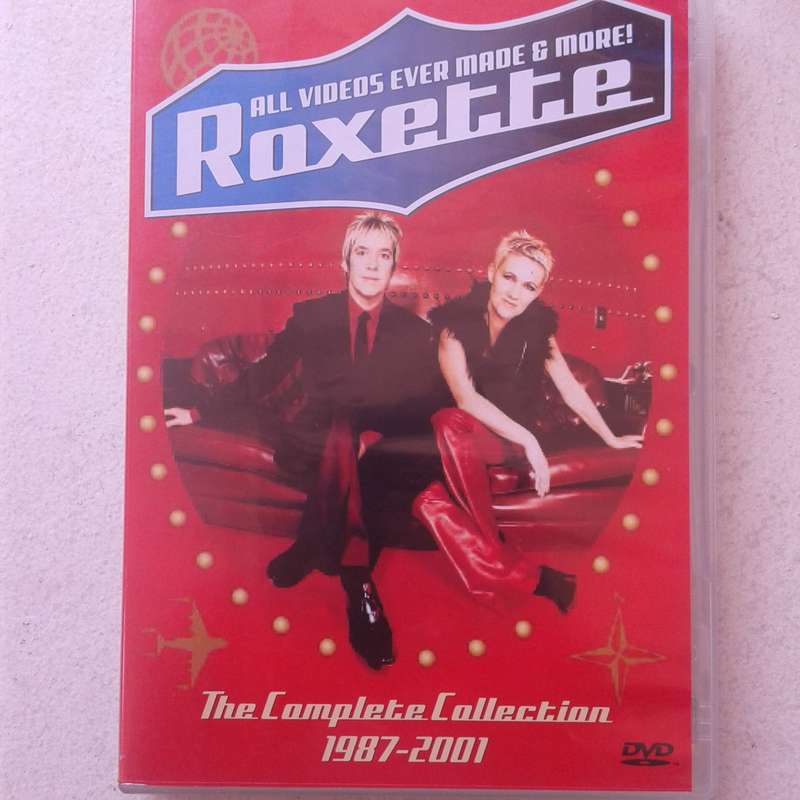 ALL VIDEOS EVER MADE & MORE!
Roxette
The Complete Collection
1987-2001
DVD